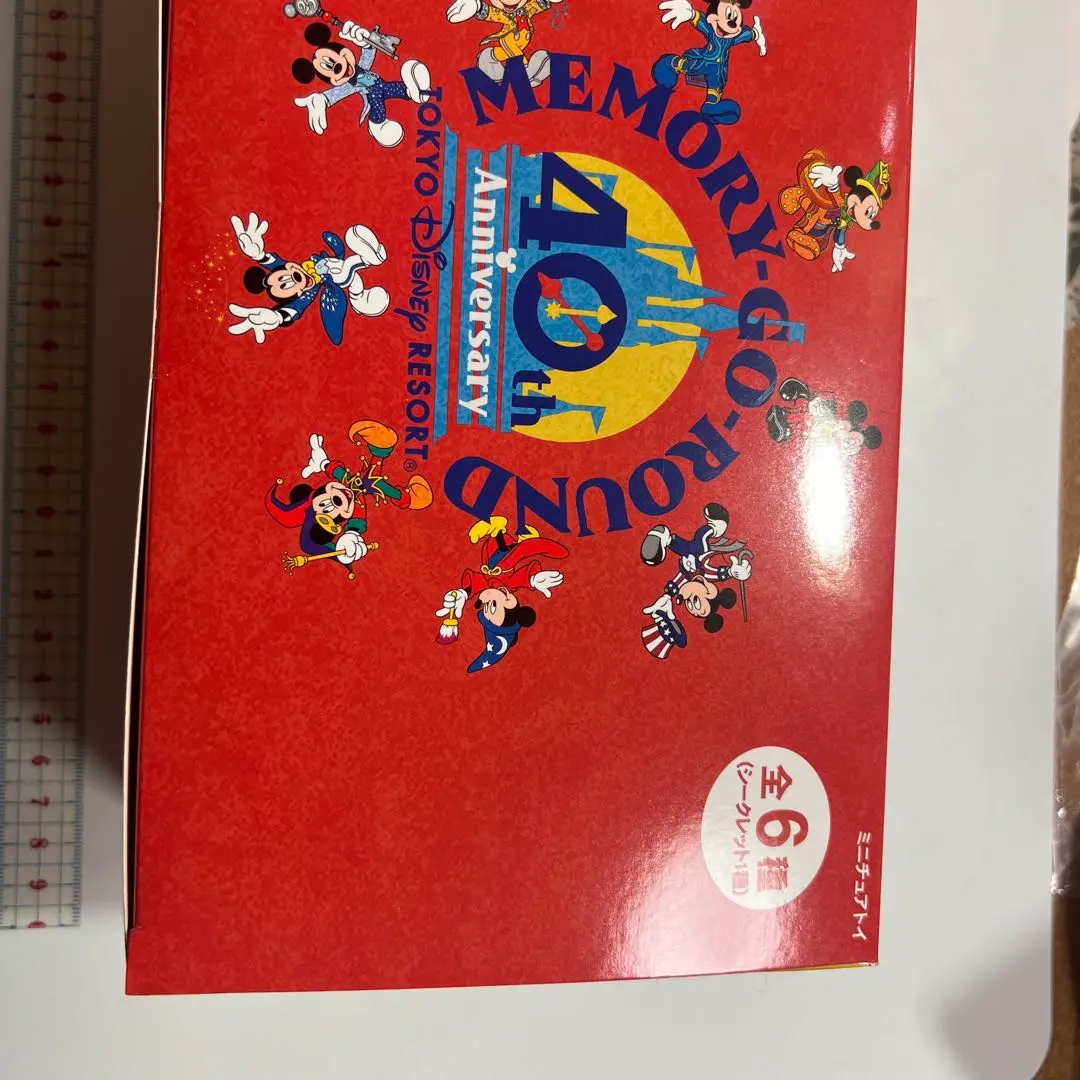 MEMORY-GO-ROUND
40th
Anniversary
TOKYO DISNEY RESORT®
全6種
(シークレット1種)
ミニチュアトイ